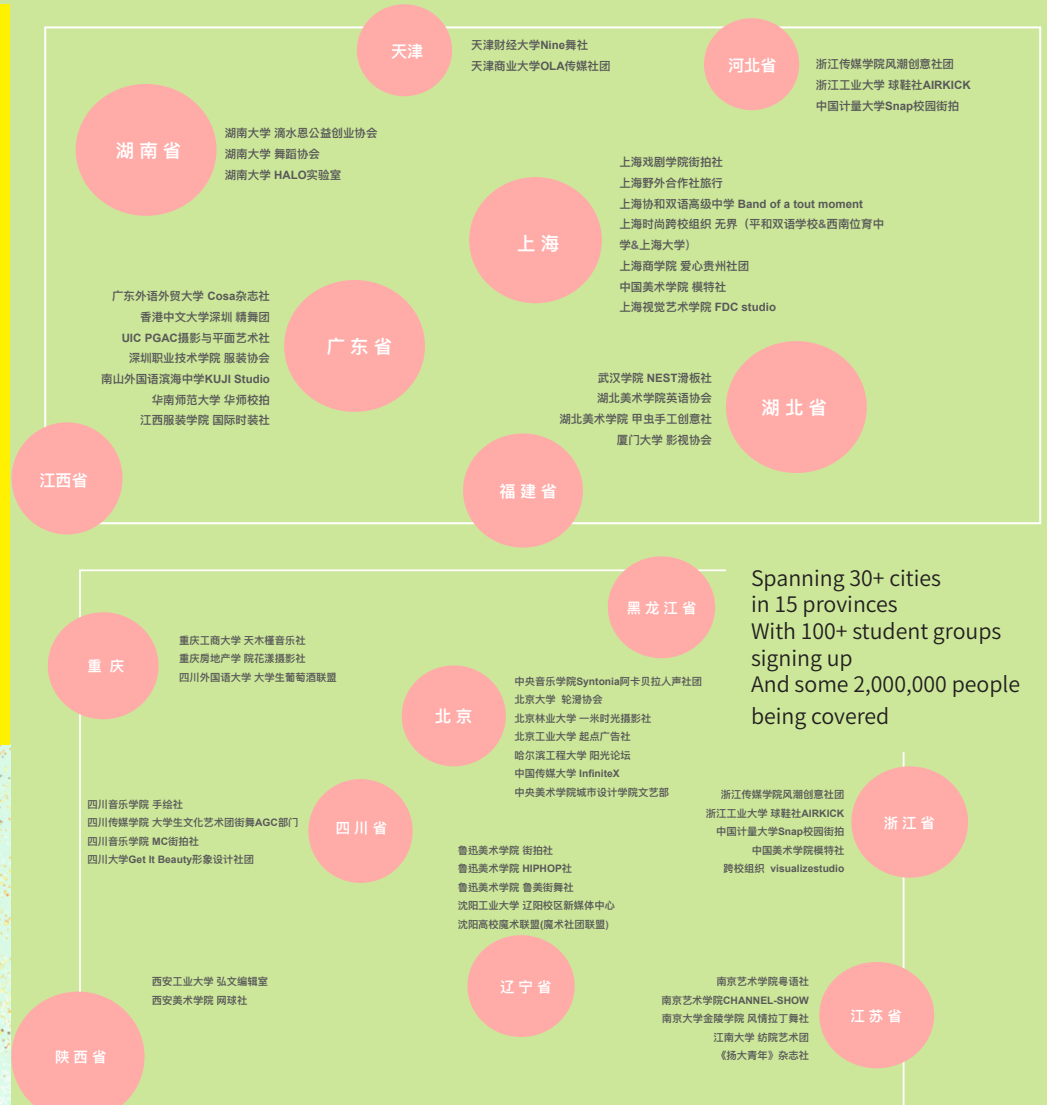 天津
天津财经大学Nine舞社
天津商业大学OLA传媒社团
河北省
浙江传媒学院风潮创意社团
浙江工业大学 球鞋社AIRKICK
中国计量大学Snap校园街拍
湖南省
湖南大学 滴水恩公益创业协会
湖南大学 舞蹈协会
湖南大学 HALO实验室
上海
上海戏剧学院街拍社
上海野外合作社旅行
上海协和双语高级中学 Band of a tout moment
上海时尚跨校组织 无界（平和双语学校&西南位育中
学&上海大学）
上海商学院 爱心贵州社团
中国美术学院 模特社
上海视觉艺术学院 FDC studio
广东外语外贸大学 Cosa杂志社
香港中文大学深圳 精舞团
UIC PGAC摄影与平面艺术社
深圳职业技术学院 服装协会
南山外国语滨海中学KUJI Studio
华南师范大学 华师校拍
江西服装学院 国际时装社
广东省
武汉学院 NEST滑板社
湖北美术学院英语协会
湖北美术学院 甲虫手工创意社
厦门大学 影视协会
湖北省
江西省
福建省
黑龙江省
Spanning 30+ cities
in 15 provinces
With 100+ student groups
signing up
And some 2,000,000 people
being covered
重庆
重庆工商大学 天木槿音乐社
重庆房地产学 院花漾摄影社
四川外国语大学 大学生葡萄酒联盟
北京
中央音乐学院Syntonia阿卡贝拉人声社团
北京大学 轮滑协会
北京林业大学 一米时光摄影社
北京工业大学 起点广告社
哈尔滨工程大学 阳光论坛
中国传媒大学 InfiniteX
中央美术学院城市设计学院文艺部
四川音乐学院 手绘社
四川传媒学院 大学生文化艺术团街舞AGC部门
四川音乐学院 MC街拍社
四川大学Get It Beauty形象设计社团
四川省
浙江传媒学院风潮创意社团
浙江工业大学 球鞋社AIRKICK
中国计量大学Snap校园街拍
中国美术学院模特社
跨校组织 visualizestudio
浙江省
鲁迅美术学院 街拍社
鲁迅美术学院 HIPHOP社
鲁迅美术学院 鲁美街舞社
沈阳工业大学 辽阳校区新媒体中心
沈阳高校魔术联盟(魔术社团联盟)
辽宁省
西安工业大学 弘文编辑室
西安美术学院 网球社
陕西省
南京艺术学院粤语社
南京艺术学院CHANNEL-SHOW
南京大学金陵学院 风情拉丁舞社
江南大学 纺院艺术团
《扬大青年》杂志社
江苏省